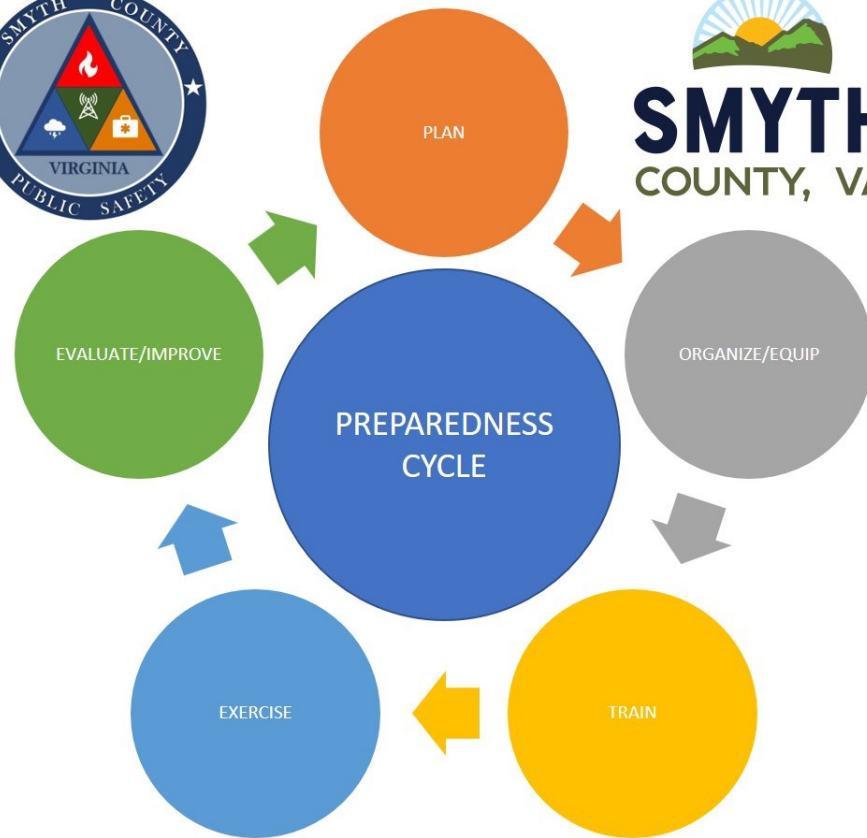 SMYTH COUNTY
VIRGINIA
PUBLIC SAFETY
PLAN
SMYTH
COUNTY, VA
EVALUATE/IMPROVE
ORGANIZE/EQUIP
PREPAREDNESS
CYCLE
EXERCISE
TRAIN